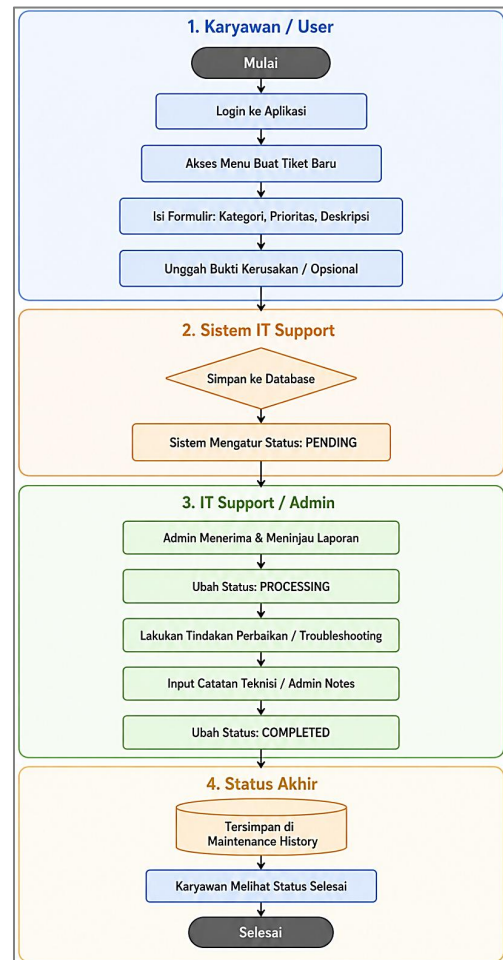 1. Karyawan / User
Mulai
Login ke Aplikasi
Akses Menu Buat Tiket Baru
Isi Formulir: Kategori, Prioritas, Deskripsi
Unggah Bukti Kerusakan / Opsional
2. Sistem IT Support
Simpan ke Database
Sistem Mengatur Status: PENDING
3. IT Support / Admin
Admin Menerima & Meninjau Laporan
Ubah Status: PROCESSING
Lakukan Tindakan Perbaikan / Troubleshooting
Input Catatan Teknisi / Admin Notes
Ubah Status: COMPLETED
4. Status Akhir
Tersimpan di
Maintenance History
Karyawan Melihat Status Selesai
Selesai